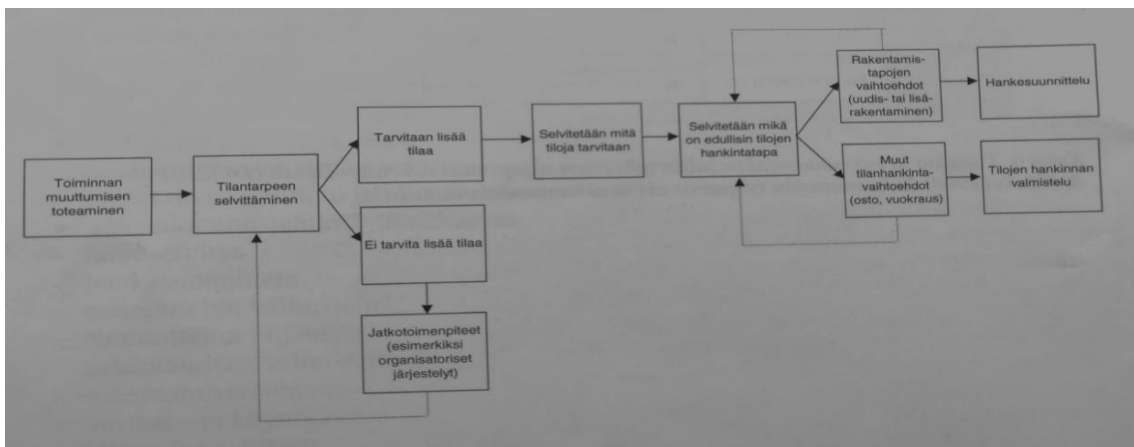 Toiminnan
muuttumisen
toteaminen
Tilantarpeen
selvittäminen
Tarvitaan lisää
tilaa
Ei tarvita lisää tilaa
Jatkotoimenpiteet
(esimerkiksi
organisatoriset
järjestelyt)
Selvitetään mitä
tiloja tarvitaan
Selvitetään mikä
on edullisin tilojen
hankintatapa
Rakentamis-
tapojen
vaihtoehdot
(uudis- tai lisä-
rakentaminen)
Hankesuunnittelu
Muut
tilanhankinta-
vaihtoehdot
(osto, vuokraus)
Tilojen hankinnan
valmistelu